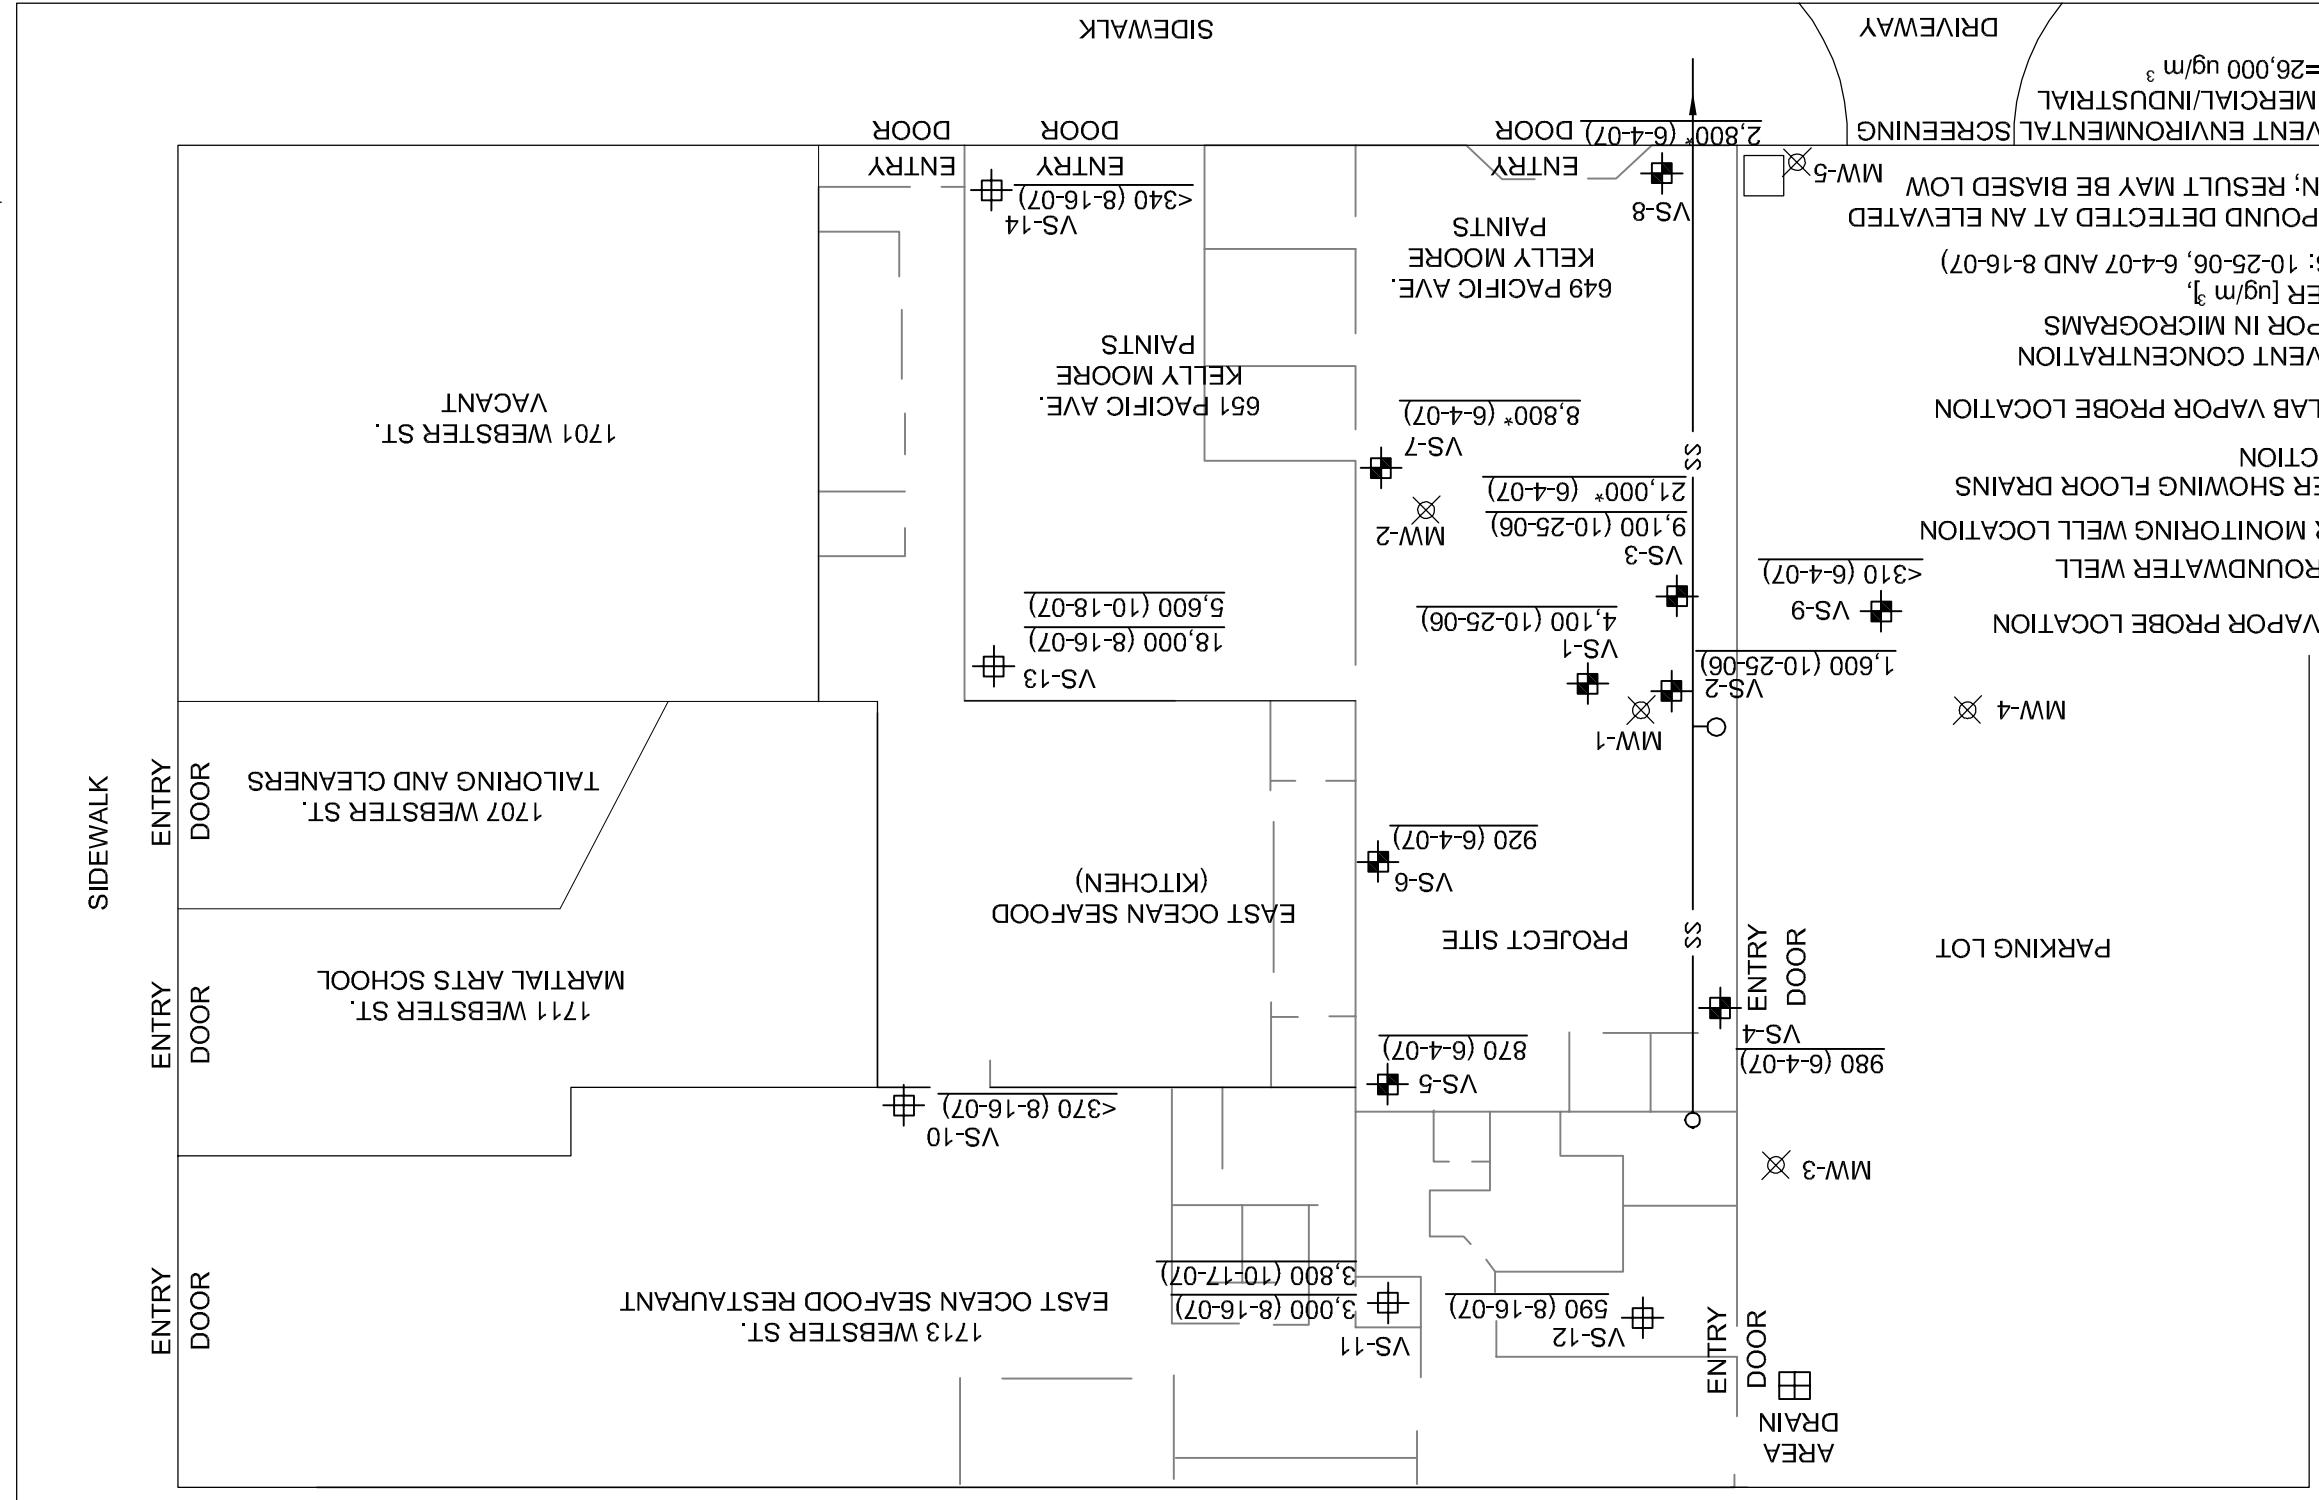 AREA
DRAIN
ENTRY
DOOR
VS-12
590 (8-16-07)
VS-11
3,000 (8-16-07)
3,800 (10-17-07)
1713 WEBSTER ST.
EAST OCEAN SEAFOOD RESTAURANT
ENTRY
DOOR
MW-3
VS-10
<370 (8-16-07)
980 (6-4-07)
VS-4
ENTRY
DOOR
VS-5
870 (6-4-07)
1711 WEBSTER ST.
MARTIAL ARTS SCHOOL
ENTRY
DOOR
PARKING LOT
SS
PROJECT SITE
VS-6
920 (6-4-07)
EAST OCEAN SEAFOOD
(KITCHEN)
1707 WEBSTER ST.
TAILORING AND CLEANERS
ENTRY
DOOR
SIDEWALK
MW-4
MW-1
VS-2
1,600 (10-25-06)
VS-1
4,100 (10-25-06)
VS-13
18,000 (8-16-07)
5,600 (10-18-07)
VS-9
<310 (6-4-07)
VS-3
9,100 (10-25-06)
21,000* (6-4-07)
MW-2
SS
VS-7
8,800* (6-4-07)
1701 WEBSTER ST.
VACANT
651 PACIFIC AVE.
KELLY MOORE
PAINTS
649 PACIFIC AVE.
KELLY MOORE
PAINTS
VAPOR PROBE LOCATION
ROUNDWATER WELL
R MONITORING WELL LOCATION
ER SHOWING FLOOR DRAINS
CTION
LAB VAPOR PROBE LOCATION
VENT CONCENTRATION
POR IN MICROGRAMS
ER [ug/m³],
S: 10-25-06, 6-4-07 AND 8-16-07)
POUND DETECTED AT AN ELEVATED
N; RESULT MAY BE BIASED LOW
VENT ENVIRONMENTAL SCREENING
MERCIAL/INDUSTRIAL
=26,000 ug/m³
MW-5
VS-8
2,800* (6-4-07)
ENTRY
DOOR
VS-14
<340 (8-16-07)
ENTRY
DOOR
ENTRY
DOOR
DRIVEWAY
SIDEWALK